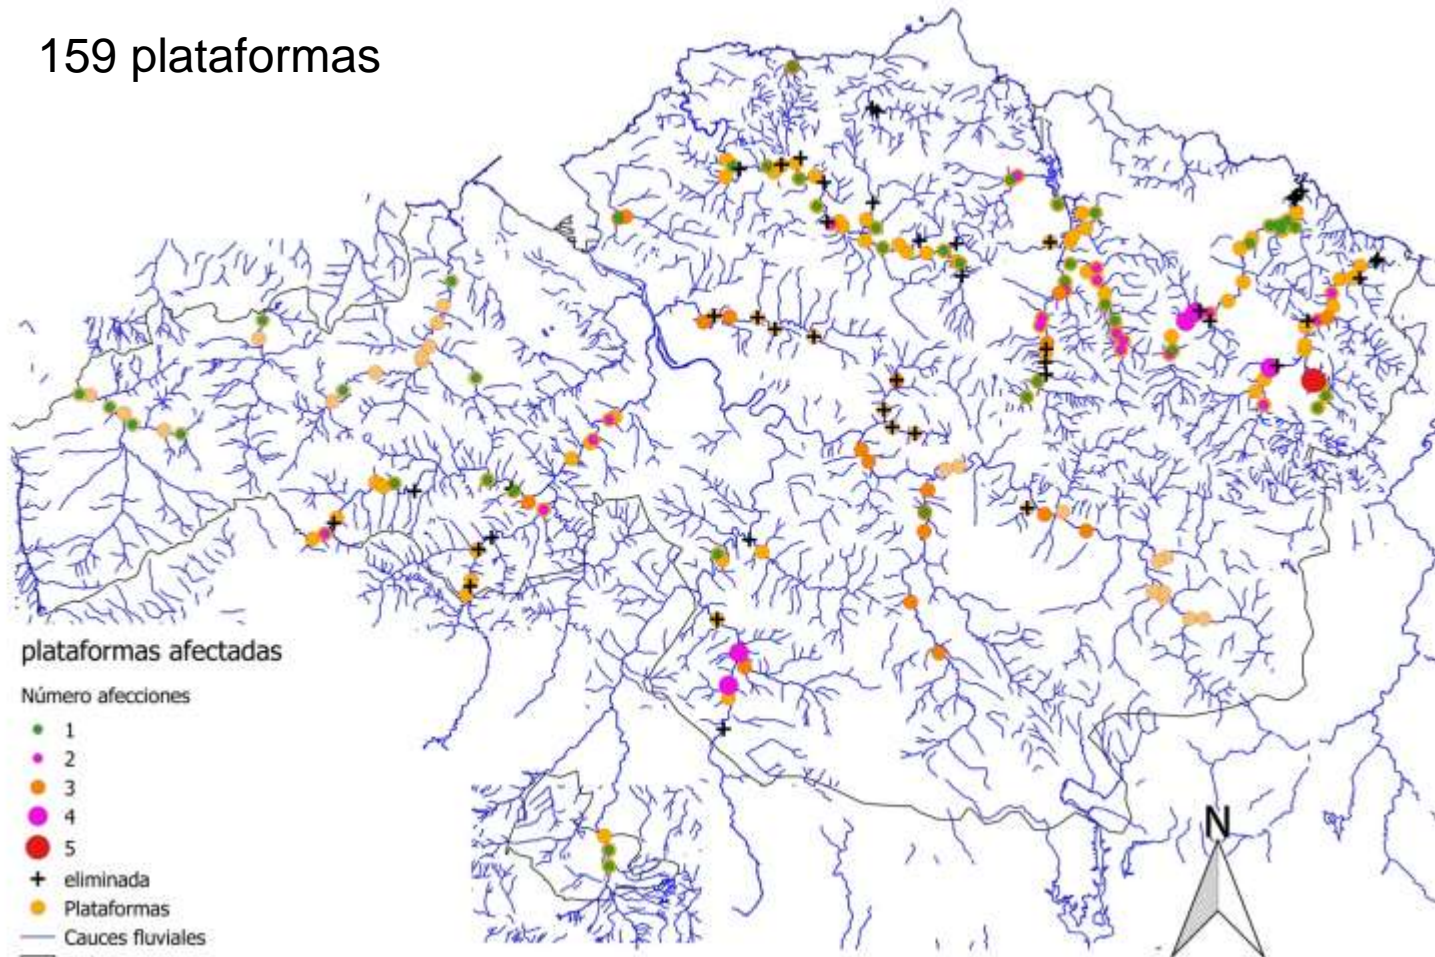 159 plataformas
plataformas afectadas
Número afecciones
1
2
3
4
5
eliminada
Plataformas
Cauces fluviales
N